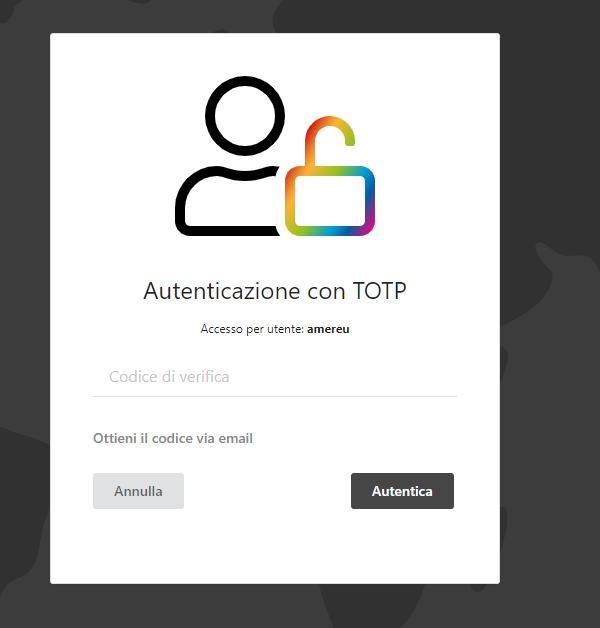 Autenticazione con TOTP
Accesso per utente: amereu
Codice di verifica
Ottieni il codice via email
Annulla
Autentica